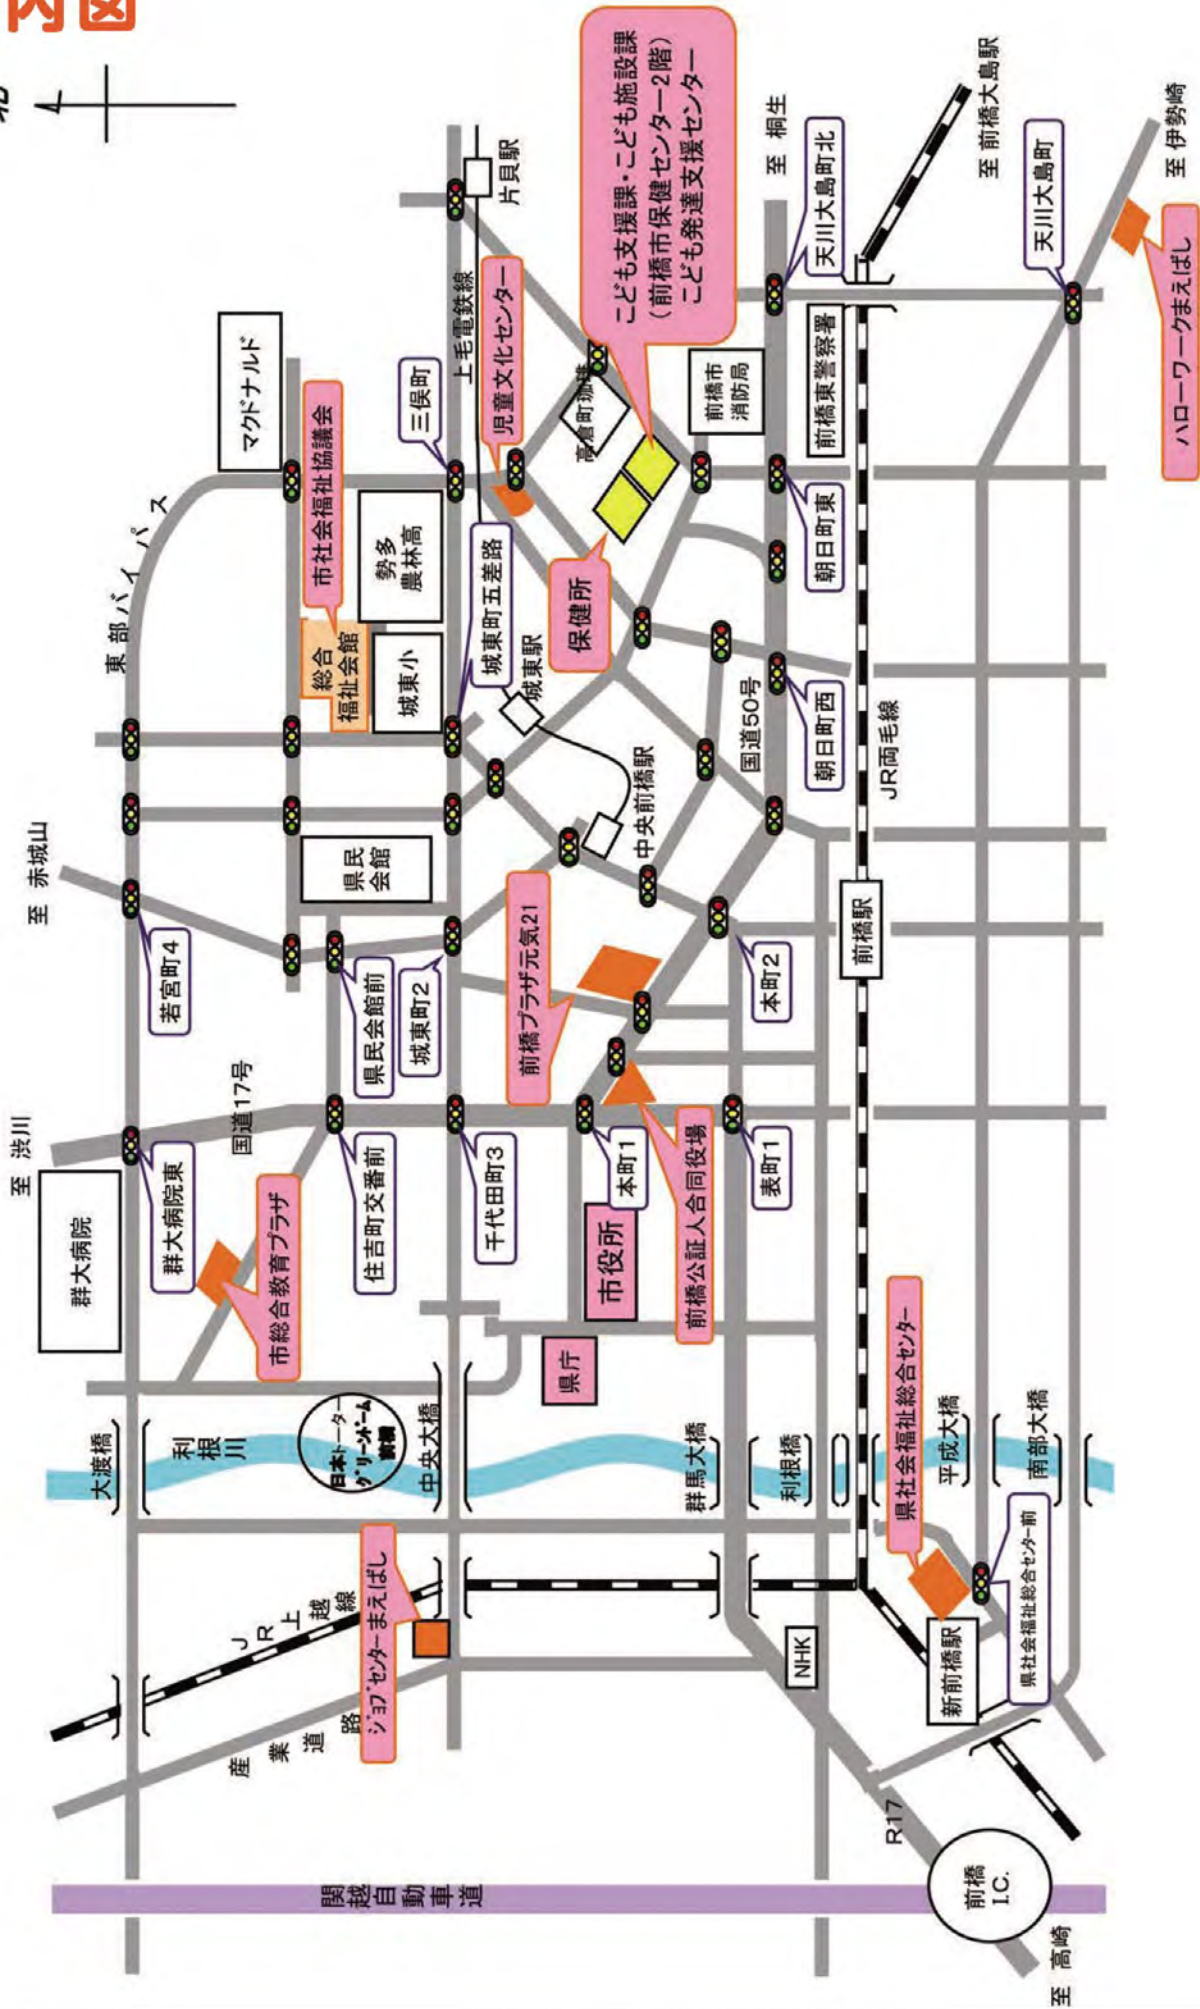 内図
北
至 赤城山
至 渋川
群大病院
群大病院東
若宮町4
東部バイパス
マクドナルド
市社会福祉協議会
総合
福祉会館
勢多
農林高
城東小
三俣町
上毛電鉄線
片貝駅
児童文化センター
こども支援課・こども施設課
(前橋市保健センター2階)
こども発達支援センター
高倉町珈琲
前橋市
消防局
保健所
城東町五差路
城東駅
県民
会館
県民会館前
城東町2
国道17号
市総合教育プラザ
住吉町交番前
千代田町3
前橋プラザ元気21
中央前橋駅
国道50号
至 桐生
天川大島町北
前橋東警察署
朝日町東
朝日町西
至 前橋大島駅
天川大島町
至 伊勢崎
ハローワークまえばし
JR両毛線
前橋駅
本町2
本町1
表町1
市役所
前橋公証人合同役場
県庁
大渡橋
利根川
日本トーター
グリーンドーム
前橋
中央大橋
群馬大橋
利根橋
平成大橋
南部大橋
県社会福祉総合センター
県社会福祉総合センター前
新前橋駅
NHK
JR上越線
ジョブセンターまえばし
産業道路
関越自動車道
R17
前橋
I.C.
至 高崎